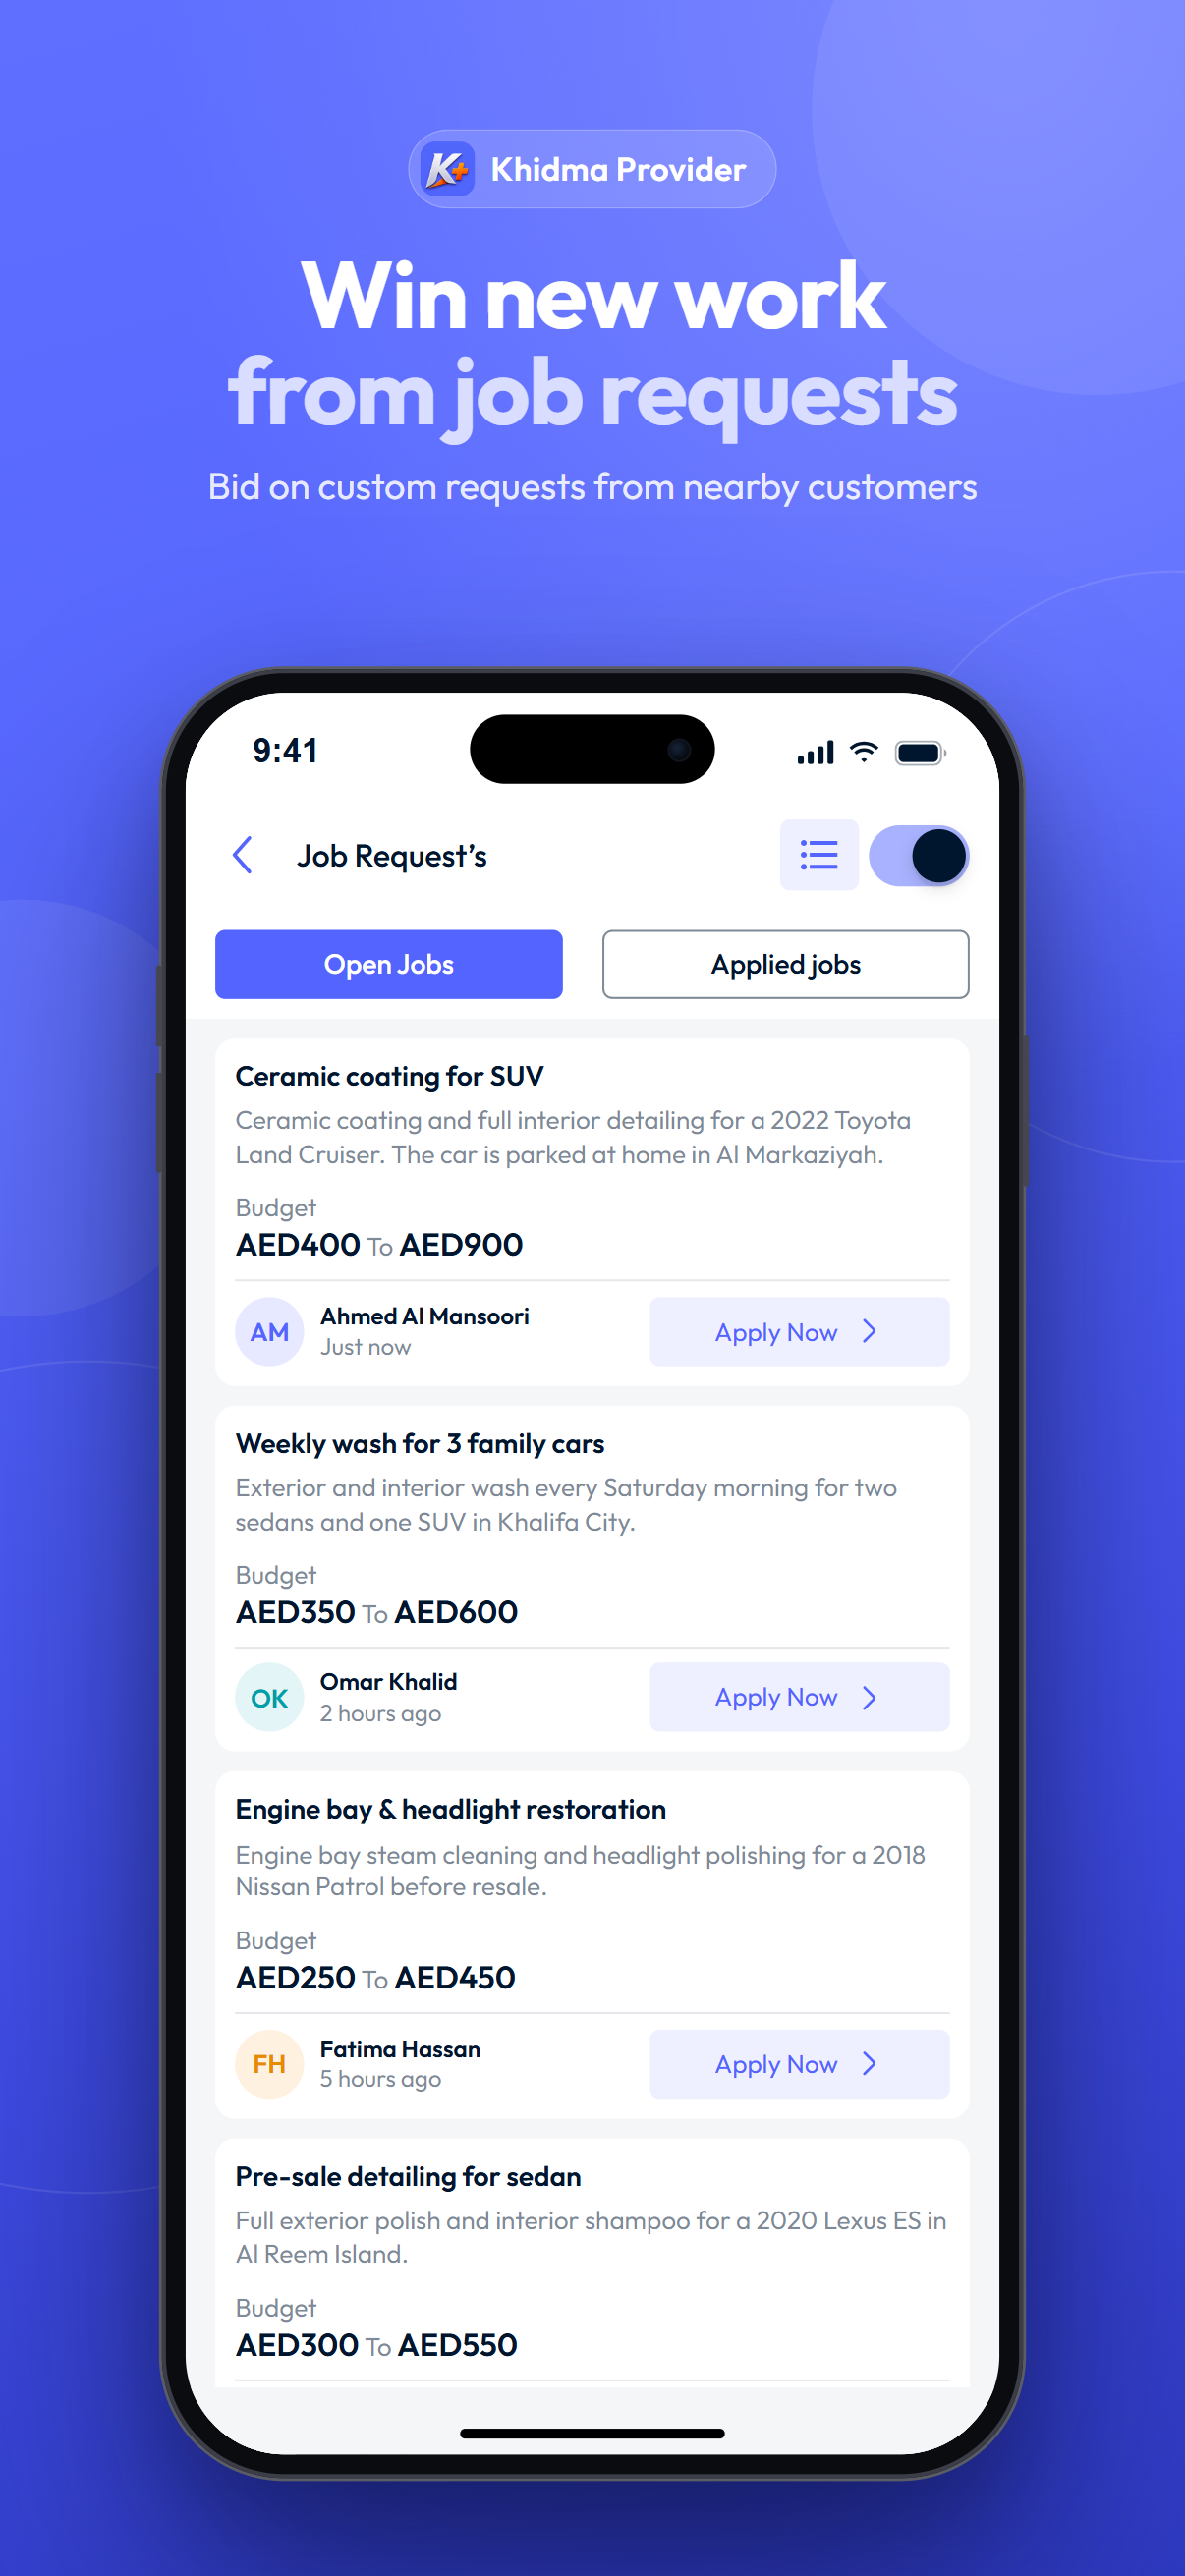 K+ Khidma Provider
Win new work
from job requests
Bid on custom requests from nearby customers
9:41
Job Request’s
Open Jobs
Applied jobs
Ceramic coating for SUV
Ceramic coating and full interior detailing for a 2022 Toyota
Land Cruiser. The car is parked at home in Al Markaziyah.
Budget
AED400 To AED900
AM
Ahmed Al Mansoori
Just now
Apply Now
Weekly wash for 3 family cars
Exterior and interior wash every Saturday morning for two
sedans and one SUV in Khalifa City.
Budget
AED350 To AED600
OK
Omar Khalid
2 hours ago
Apply Now
Engine bay & headlight restoration
Engine bay steam cleaning and headlight polishing for a 2018
Nissan Patrol before resale.
Budget
AED250 To AED450
FH
Fatima Hassan
5 hours ago
Apply Now
Pre-sale detailing for sedan
Full exterior polish and interior shampoo for a 2020 Lexus ES in
Al Reem Island.
Budget
AED300 To AED550